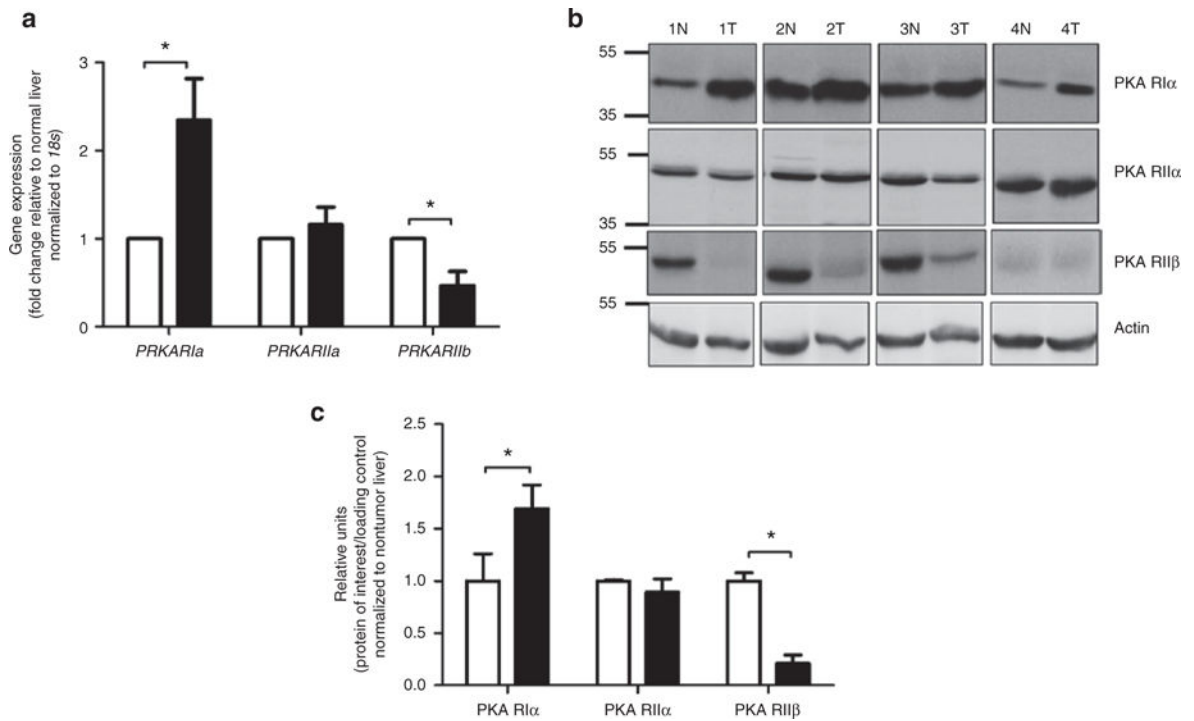 a
Gene expression
(fold change relative to normal liver
normalized to 18s)
3
2
1
0
*
*
PRKARIa
PRKARIIa
PRKARIIb
b
1N 1T 2N 2T 3N 3T 4N 4T
55
35
PKA RIα
55
35
PKA RIIα
55
PKA RIIβ
55
Actin
c
Relative units
(protein of interest/loading control
normalized to nontumor liver)
2.5
2.0
1.5
1.0
0.5
0.0
*
*
PKA RIα
PKA RIIα
PKA RIIβ